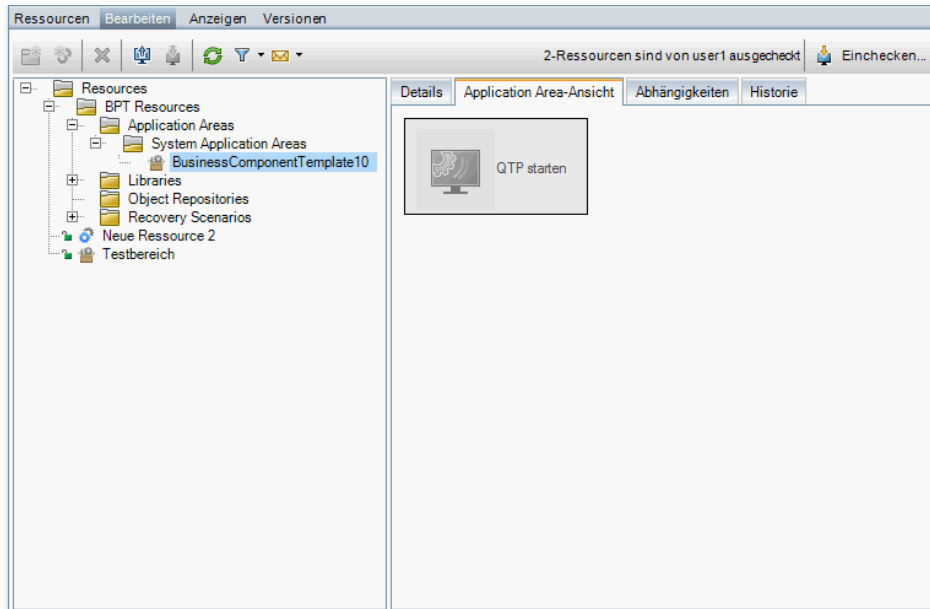 Ressourcen Bearbeiten Anzeigen Versionen
2-Ressourcen sind von user1 ausgecheckt Einchecken...
Resources
BPT Resources
Application Areas
System Application Areas
BusinessComponentTemplate10
Libraries
Object Repositories
Recovery Scenarios
Neue Ressource 2
Testbereich
Details Application Area-Ansicht Abhängigkeiten Historie
QTP starten